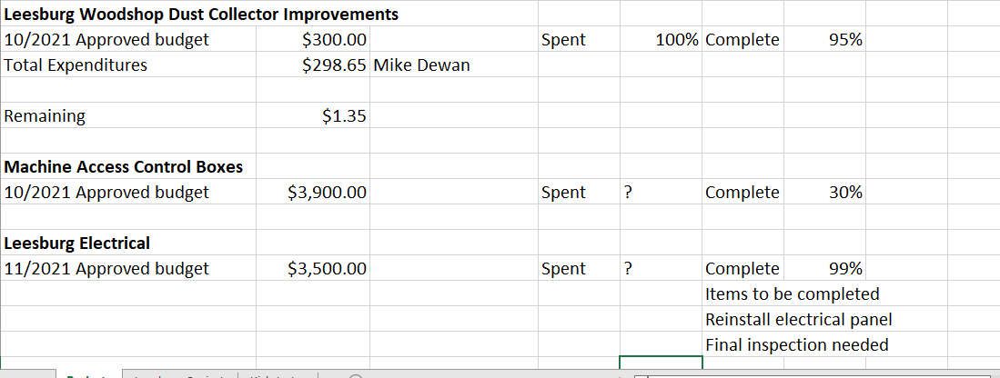 Leesburg Woodshop Dust Collector Improvements
10/2021 Approved budget $300.00 Spent 100% Complete 95%
Total Expenditures $298.65 Mike Dewan
Remaining $1.35
Machine Access Control Boxes
10/2021 Approved budget $3,900.00 Spent ? Complete 30%
Leesburg Electrical
11/2021 Approved budget $3,500.00 Spent ? Complete 99%
Items to be completed
Reinstall electrical panel
Final inspection needed